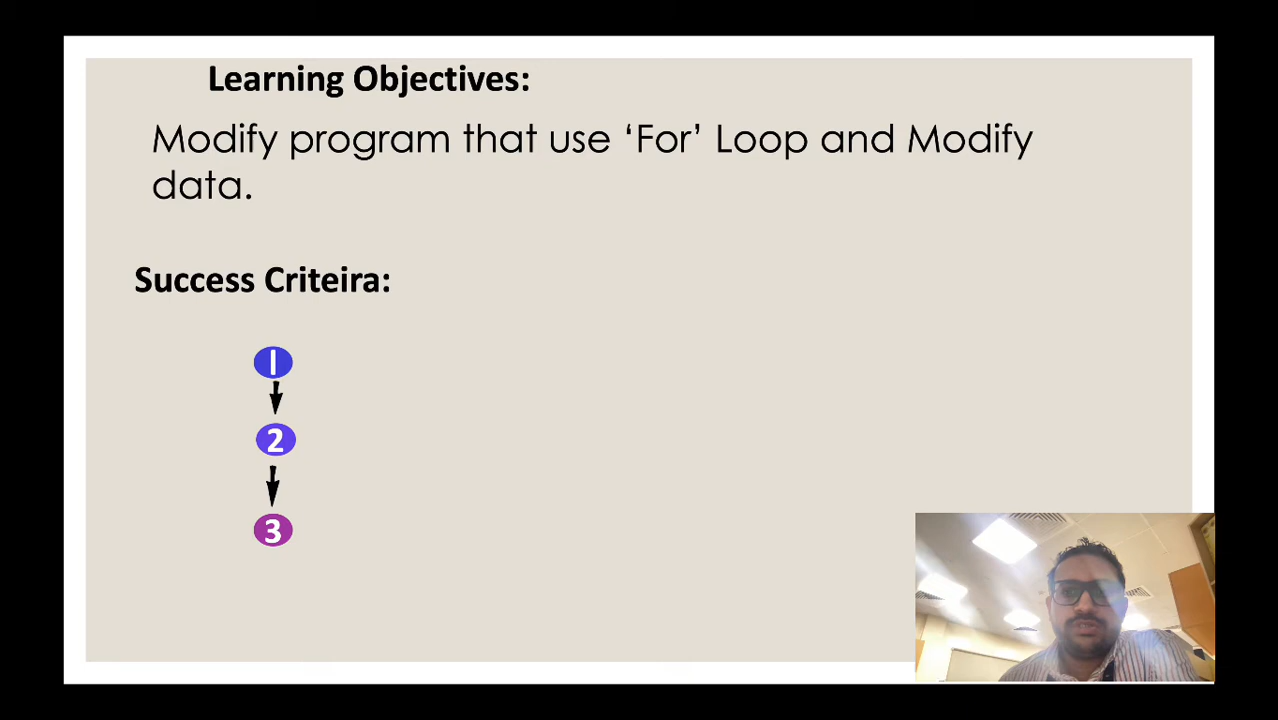 Learning Objectives:
Modify program that use ‘For’ Loop and Modify
data.
Success Criteira:
1
2
3